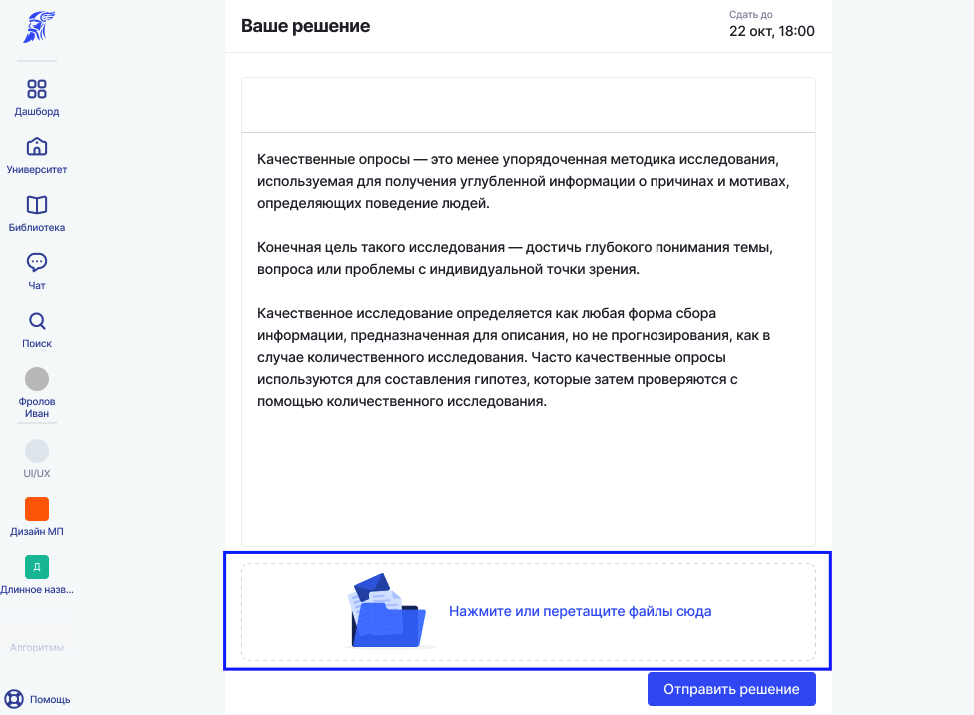 Ваше решение
Сдать до
22 окт, 18:00
Дашборд
Университет
Библиотека
Чат
Поиск
Фролов
Иван
UI/UX
Дизайн МП
Д
Длинное назв...
Алгоритмы
Помощь
Качественные опросы — это менее упорядоченная методика исследования,
используемая для получения углубленной информации о причинах и мотивах,
определяющих поведение людей.
Конечная цель такого исследования — достичь глубокого понимания темы,
вопроса или проблемы с индивидуальной точки зрения.
Качественное исследование определяется как любая форма сбора
информации, предназначенная для описания, но не прогнозирования, как в
случае количественного исследования. Часто качественные опросы
используются для составления гипотез, которые затем проверяются с
помощью количественного исследования.
Нажмите или перетащите файлы сюда
Отправить решение